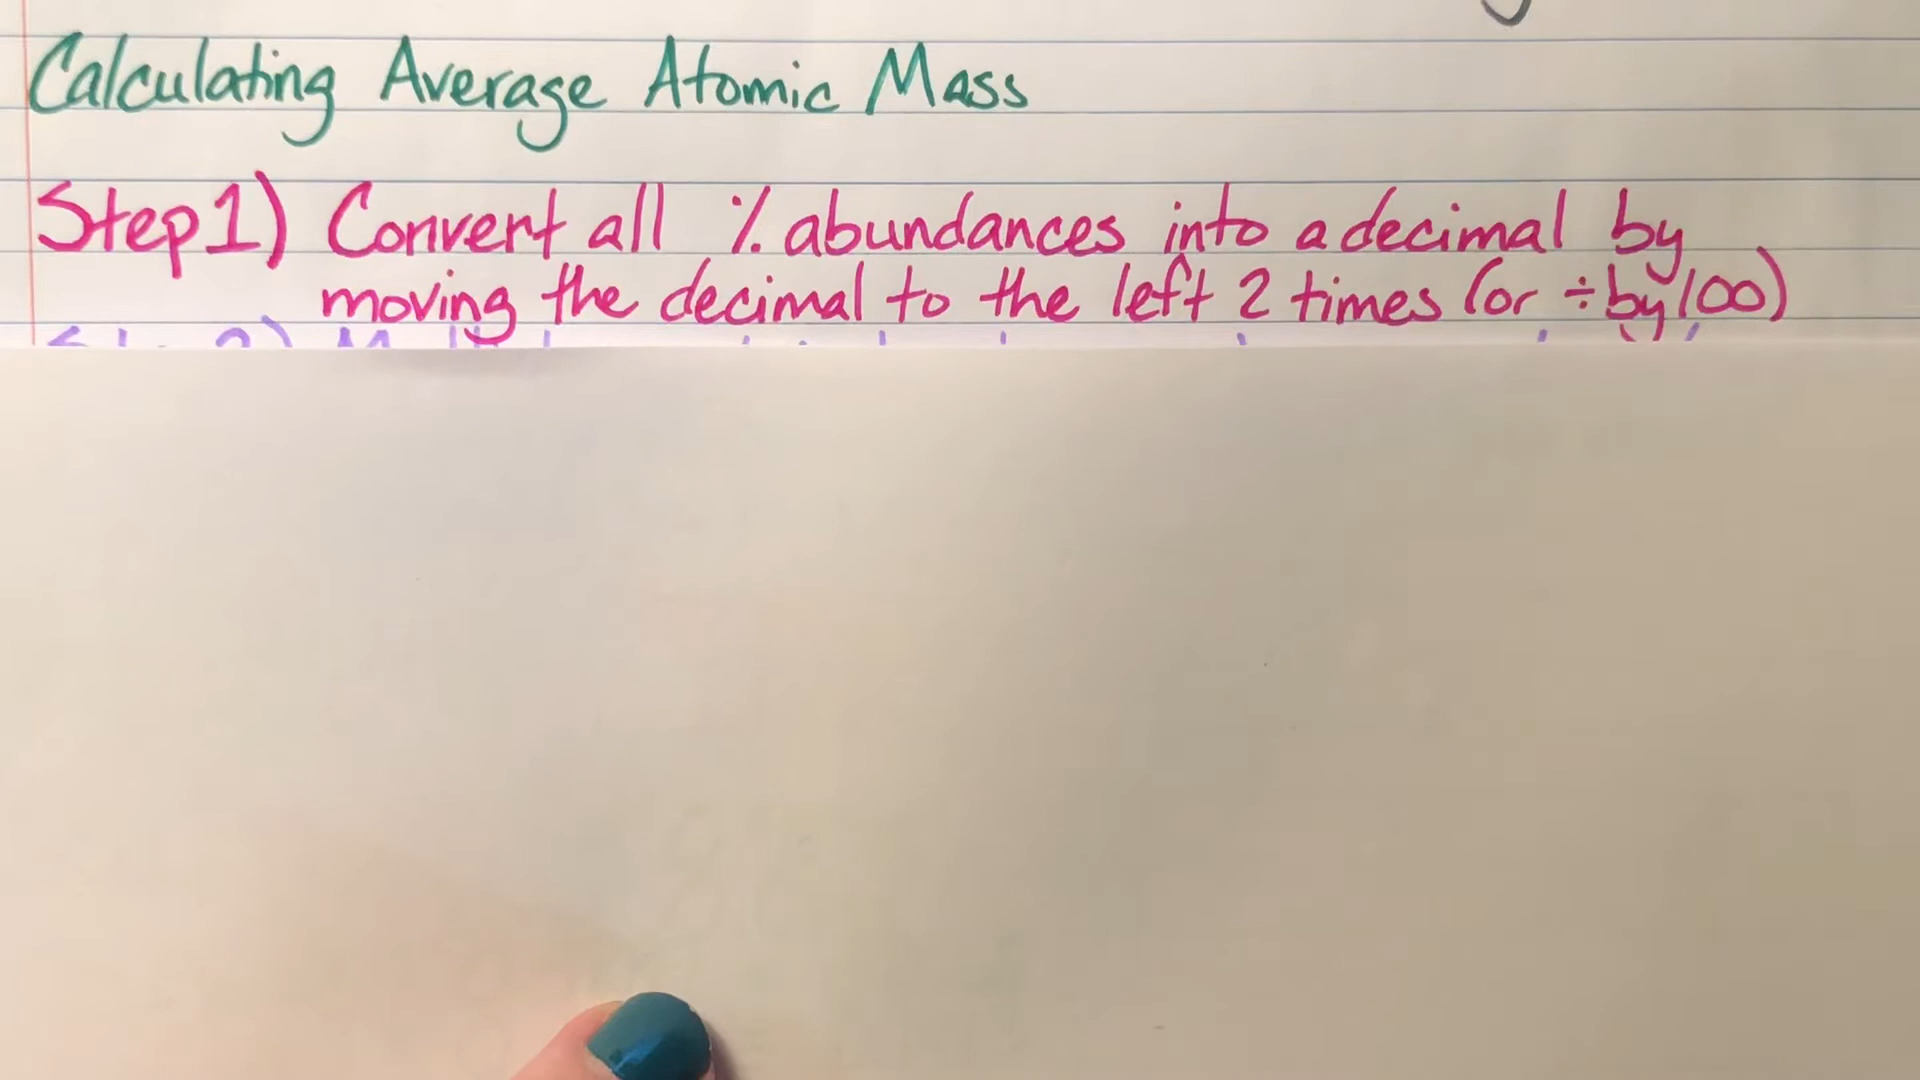 Calculating Average Atomic Mass
Step 1) Convert all % abundances into a decimal by
moving the decimal to the left 2 times (or ÷ by 100)